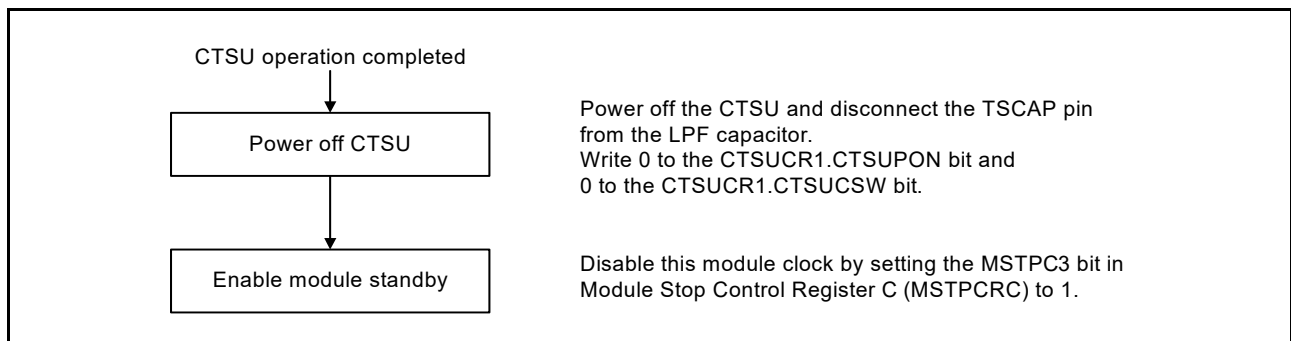 CTSU operation completed
Power off CTSU
Power off the CTSU and disconnect the TSCAP pin
from the LPF capacitor.
Write 0 to the CTSUCR1.CTSUPON bit and
0 to the CTSUCR1.CTSUCSW bit.
Enable module standby
Disable this module clock by setting the MSTPC3 bit in
Module Stop Control Register C (MSTPCRC) to 1.